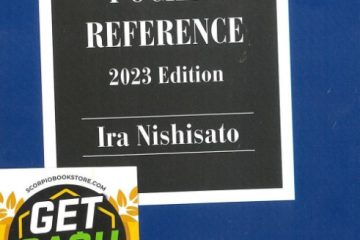 REFERENCE
2023 Edition
Ira Nishisato
SCORPIOBOOKSTORE.COM
GET